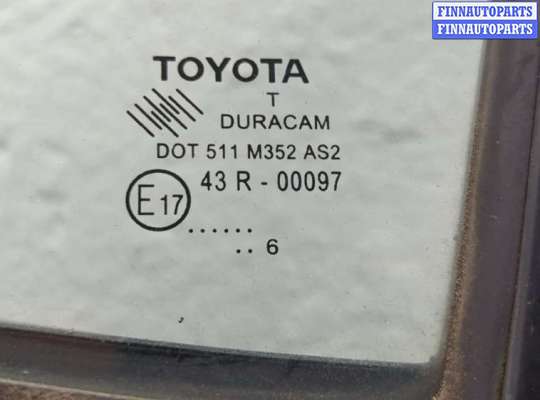 FINNAUTOPARTS
FINNAUTOPARTS
TOYOTA
T
DURACAM
DOT 511 M352 AS2
E17
43 R - 00097
......
.. 6